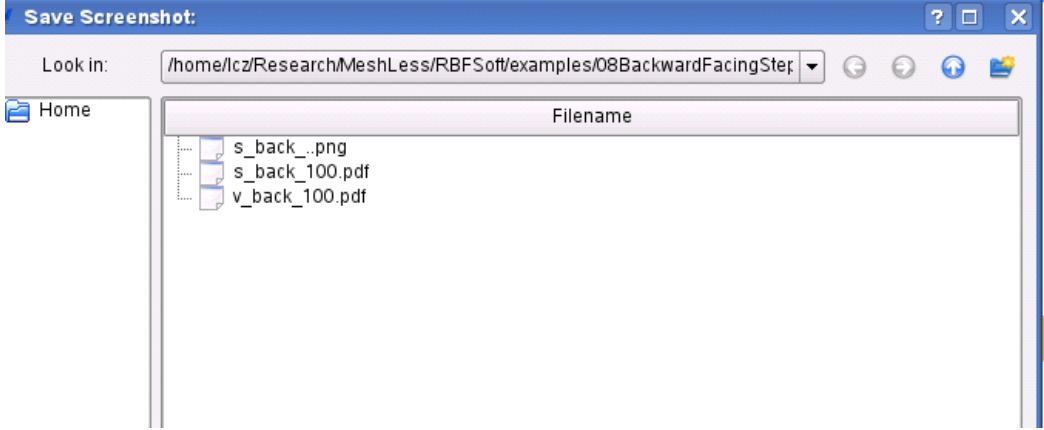 Save Screenshot:
Look in: /home/lcz/Research/MeshLess/RBFSoft/examples/08BackwardFacingStep
Home
Filename
s_back_..png
s_back_100.pdf
v_back_100.pdf